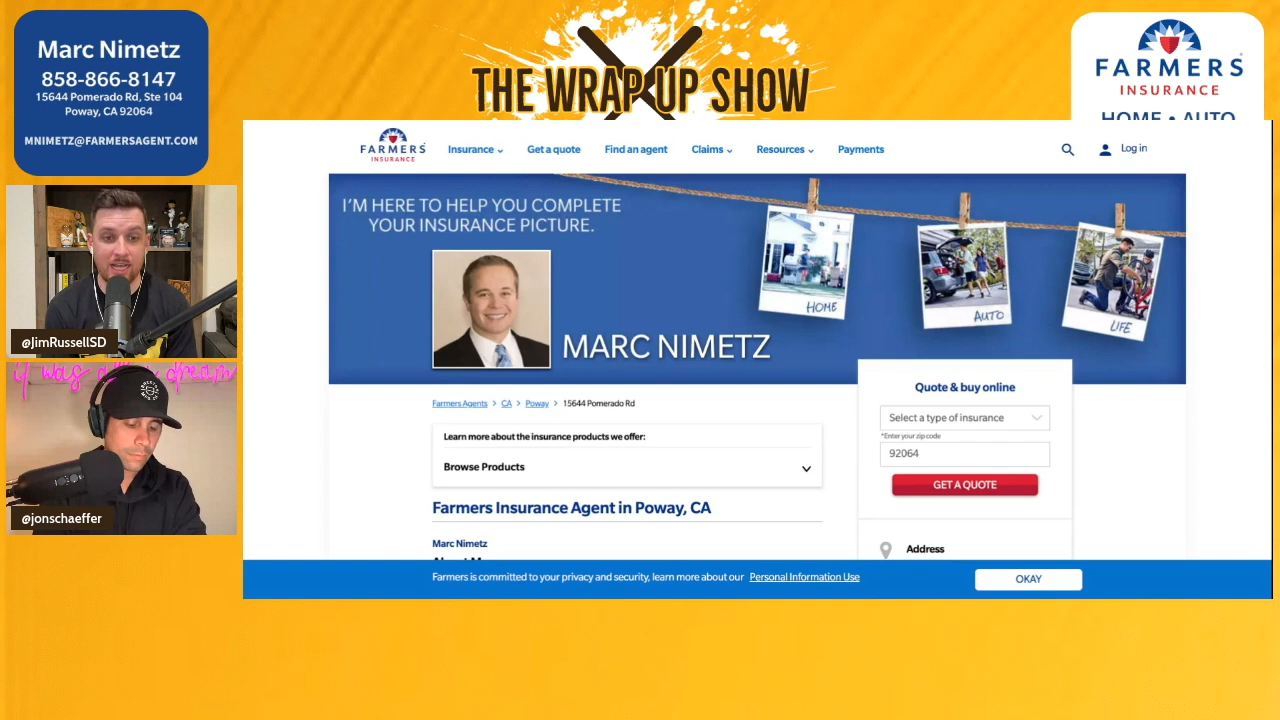 Marc Nimetz
858-866-8147
15644 Pomerado Rd, Ste 104
Poway, CA 92064
MNIMETZ@FARMERSAGENT.COM
THE WRAP UP SHOW
FARMERS
INSURANCE
HOME • AUTO
@JimRussellSD
it was a dream
@jonschaeffer
FARMERS
INSURANCE
Insurance
Get a quote
Find an agent
Claims
Resources
Payments
Log in
I'M HERE TO HELP YOU COMPLETE
YOUR INSURANCE PICTURE.
MARC NIMETZ
HOME
AUTO
LIFE
Farmers Agents > CA > Poway > 15644 Pomerado Rd
Learn more about the insurance products we offer:
Browse Products
Farmers Insurance Agent in Poway, CA
Marc Nimetz
Quote & buy online
Select a type of insurance
*Enter your zip code
92064
GET A QUOTE
Address
Farmers is committed to your privacy and security, learn more about our Personal Information Use
OKAY